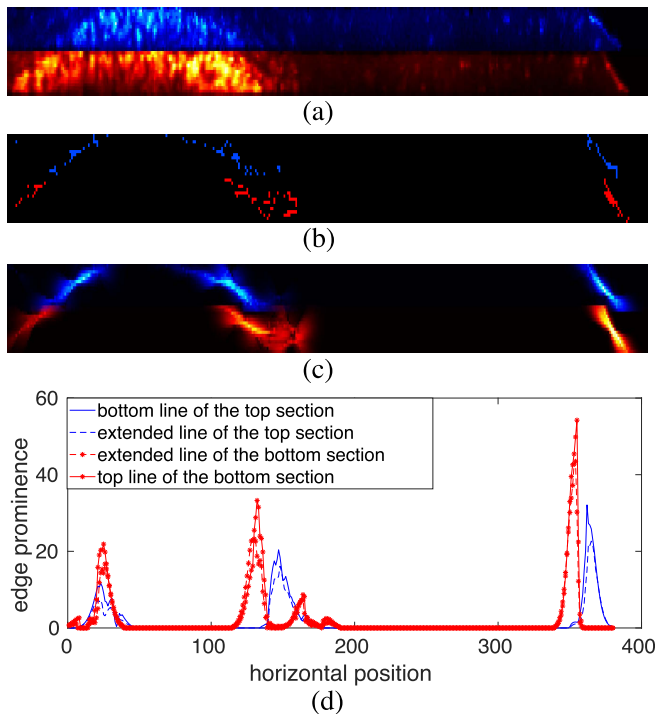 (a)
(b)
(c)
60
40
20
0
edge prominence
bottom line of the top section
extended line of the top section
extended line of the bottom section
top line of the bottom section
0
100
200
300
400
horizontal position
(d)